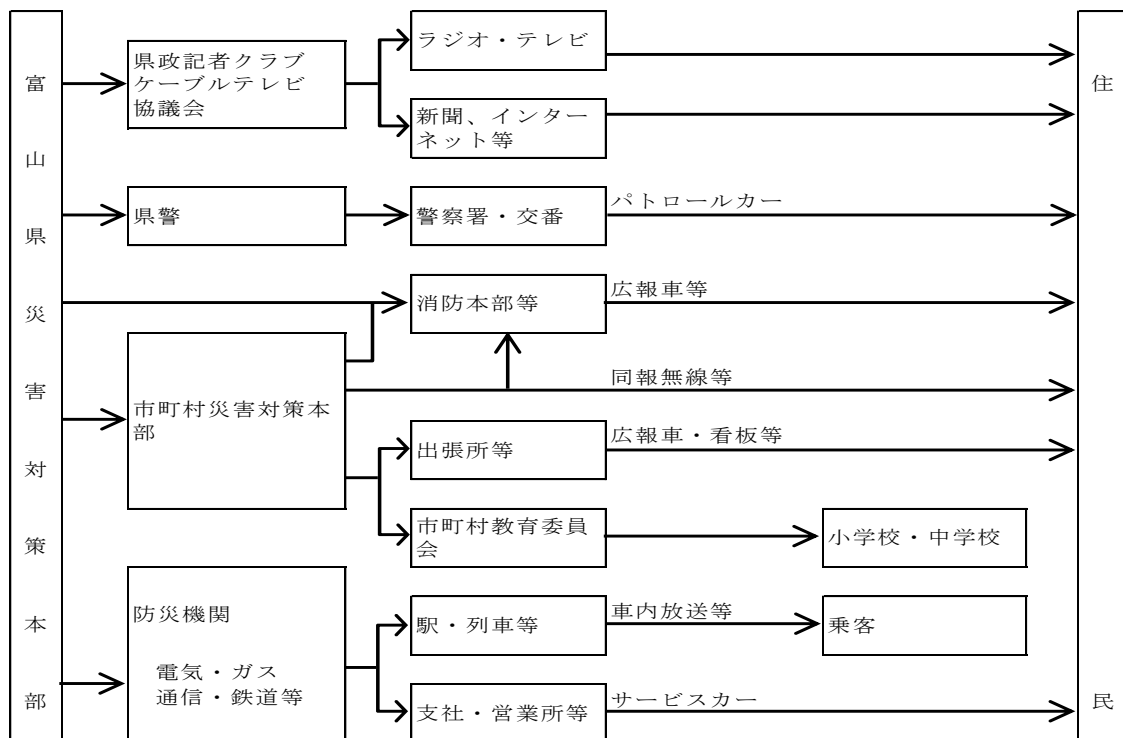 富山県災害対策本部
県政記者クラブ
ケーブルテレビ
協議会
ラジオ・テレビ
新聞、インター
ネット等
県警
警察署・交番
パトロールカー
消防本部等
広報車等
市町村災害対策本
部
同報無線等
出張所等
広報車・看板等
市町村教育委員
会
小学校・中学校
防災機関
電気・ガス
通信・鉄道等
駅・列車等
車内放送等
乗客
支社・営業所等
サービスカー
住民